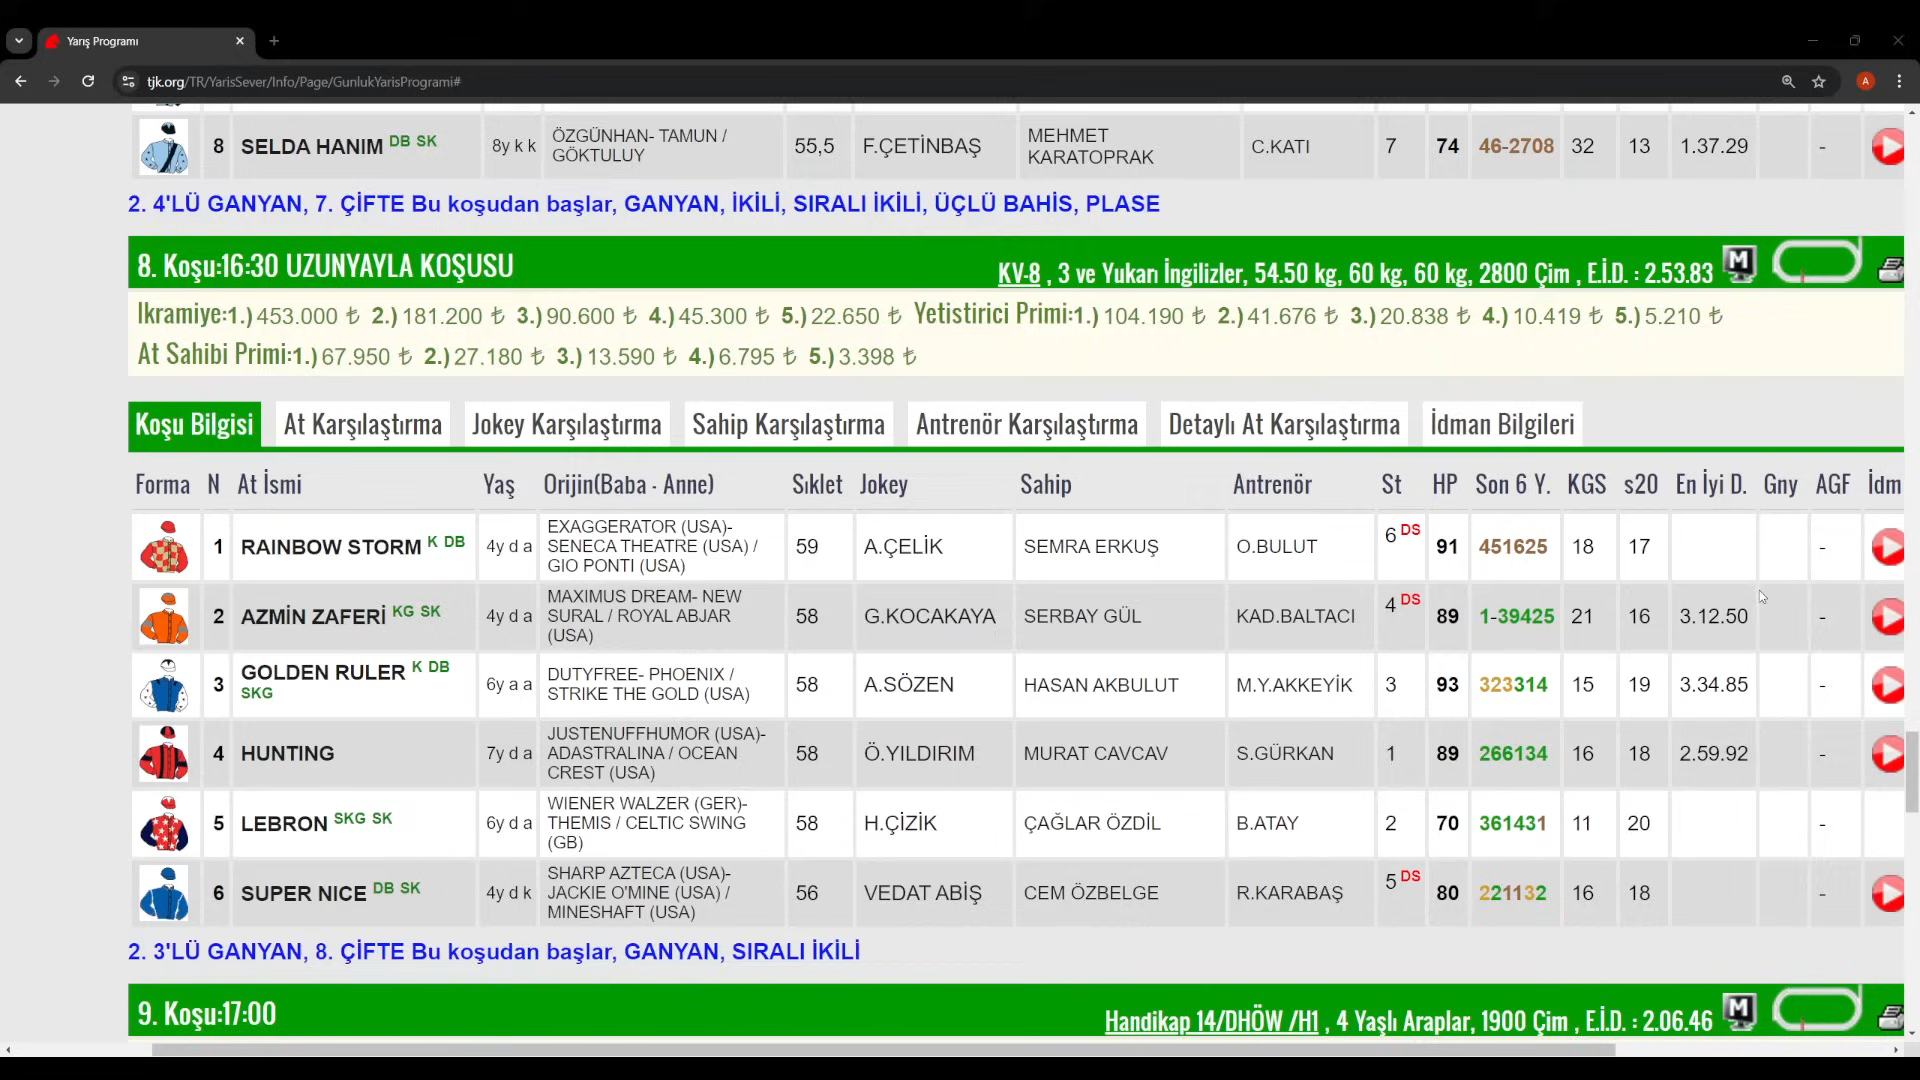 Yarış Programı
tjk.org/TR/YarisSever/Info/Page/GunlukYarisProgrami#
A
8 SELDA HANIM DB SK 8y k k ÖZGÜNHAN- TAMUN / GÖKTULUY 55,5 F.ÇETİNBAŞ MEHMET KARATOPRAK C.KATI 7 74 46-2708 32 13 1.37.29 -
2. 4'LÜ GANYAN, 7. ÇİFTE Bu koşudan başlar, GANYAN, İKİLİ, SIRALI İKİLİ, ÜÇLÜ BAHİS, PLASE
8. Koşu:16:30 UZUNYAYLA KOŞUSU
KV-8 , 3 ve Yukarı İngilizler, 54.50 kg, 60 kg, 60 kg, 2800 Çim , E.İ.D. : 2.53.83 M
Ikramiye:1.) 453.000 ₺ 2.) 181.200 ₺ 3.) 90.600 ₺ 4.) 45.300 ₺ 5.) 22.650 ₺ Yetistirici Primi:1.) 104.190 ₺ 2.) 41.676 ₺ 3.) 20.838 ₺ 4.) 10.419 ₺ 5.) 5.210 ₺
At Sahibi Primi:1.) 67.950 ₺ 2.) 27.180 ₺ 3.) 13.590 ₺ 4.) 6.795 ₺ 5.) 3.398 ₺
Koşu Bilgisi At Karşılaştırma Jokey Karşılaştırma Sahip Karşılaştırma Antrenör Karşılaştırma Detaylı At Karşılaştırma İdman Bilgileri
Forma N At İsmi Yaş Orijin(Baba - Anne) Sıklet Jokey Sahip Antrenör St HP Son 6 Y. KGS s20 En İyi D. Gny AGF İdm
1 RAINBOW STORM K DB 4y d a EXAGGERATOR (USA)- SENECA THEATRE (USA) / GIO PONTI (USA) 59 A.ÇELİK SEMRA ERKUŞ O.BULUT 6 DS 91 451625 18 17 -
2 AZMİN ZAFERİ KG SK 4y d a MAXIMUS DREAM- NEW SURAL / ROYAL ABJAR (USA) 58 G.KOCAKAYA SERBAY GÜL KAD.BALTACI 4 DS 89 1-39425 21 16 3.12.50 -
3 GOLDEN RULER K DB SKG 6y a a DUTYFREE- PHOENIX / STRIKE THE GOLD (USA) 58 A.SÖZEN HASAN AKBULUT M.Y.AKKEYİK 3 93 323314 15 19 3.34.85 -
4 HUNTING 7y d a JUSTENUFFHUMOR (USA)- ADASTRALINA / OCEAN CREST (USA) 58 Ö.YILDIRIM MURAT CAVCAV S.GÜRKAN 1 89 266134 16 18 2.59.92 -
5 LEBRON SKG SK 6y d a WIENER WALZER (GER)- THEMIS / CELTIC SWING (GB) 58 H.ÇİZİK ÇAĞLAR ÖZDİL B.ATAY 2 70 361431 11 20 -
6 SUPER NICE DB SK 4y d k SHARP AZTECA (USA)- JACKIE O'MINE (USA) / MINESHAFT (USA) 56 VEDAT ABİŞ CEM ÖZBELGE R.KARABAŞ 5 DS 80 221132 16 18 -
2. 3'LÜ GANYAN, 8. ÇİFTE Bu koşudan başlar, GANYAN, SIRALI İKİLİ
9. Koşu:17:00
Handikap 14/DHÖW /H1 , 4 Yaşlı Araplar, 1900 Çim , E.İ.D. : 2.06.46 M